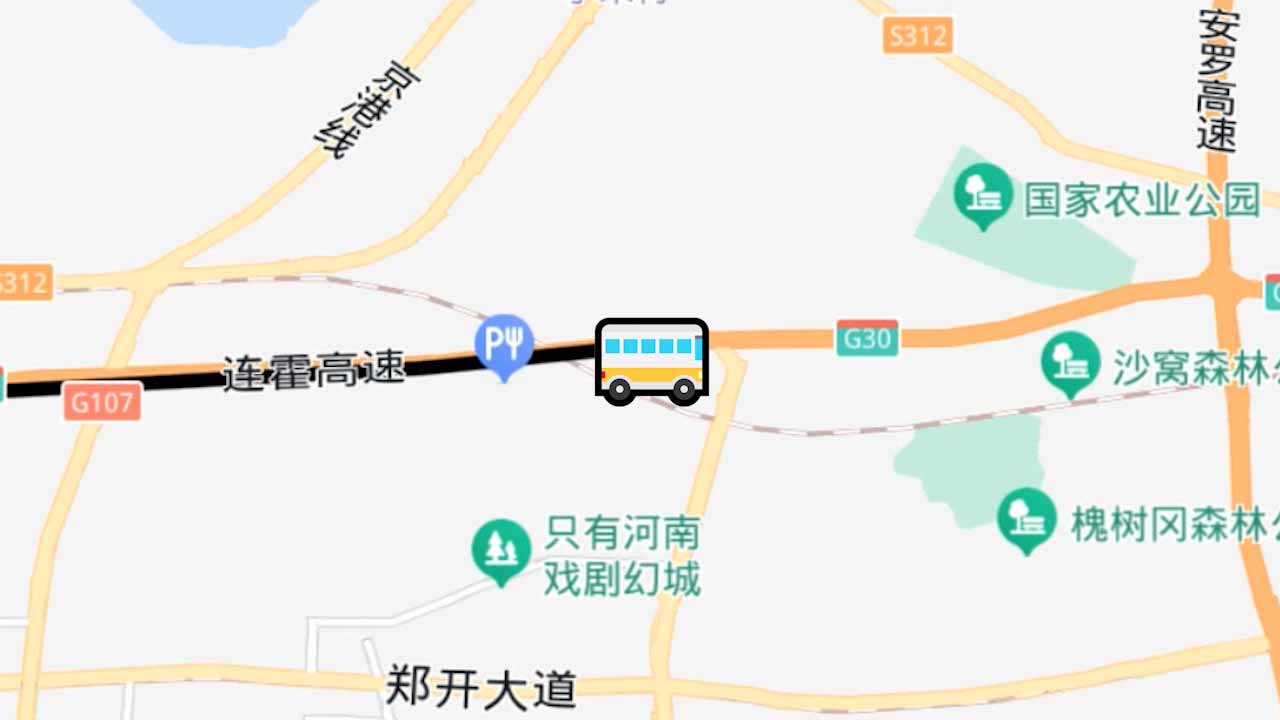 S312
京港线
安罗高速
国家农业公园
S312
P
G30
连霍高速
沙窝森林
G107
只有河南
戏剧幻城
槐树冈森林
郑开大道